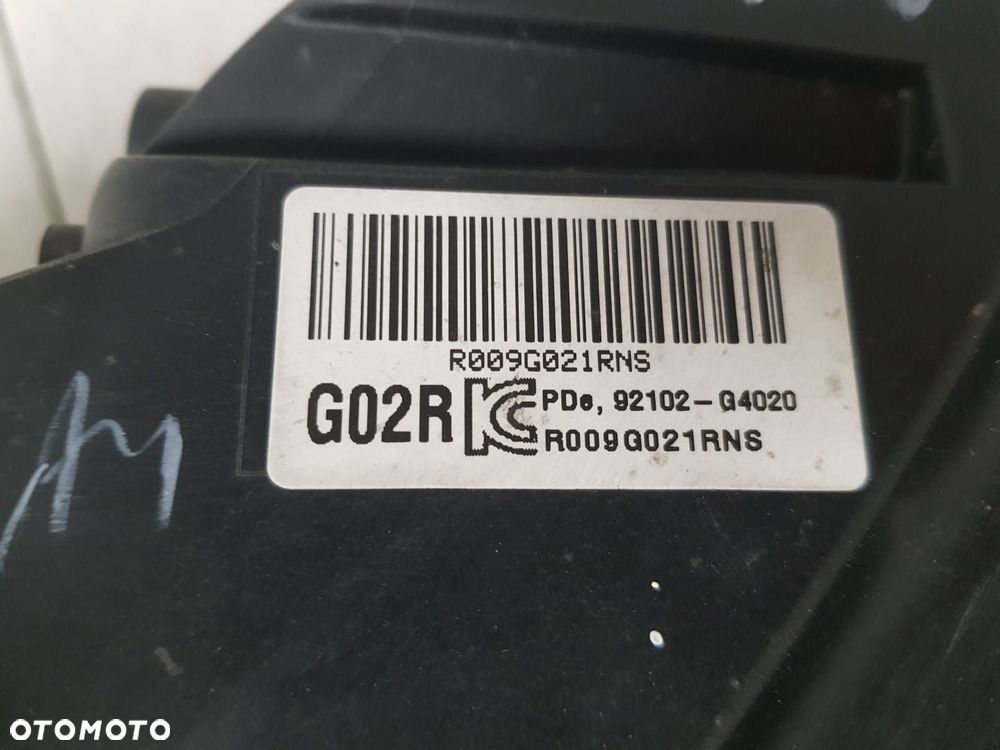 R009G021RNS
G02R
PDe, 92102-G4020
R009G021RNS
OTOMOTO